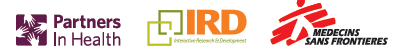 Partners
In Health
IRD
Interactive Research & Development
MEDECINS
SANS FRONTIERES